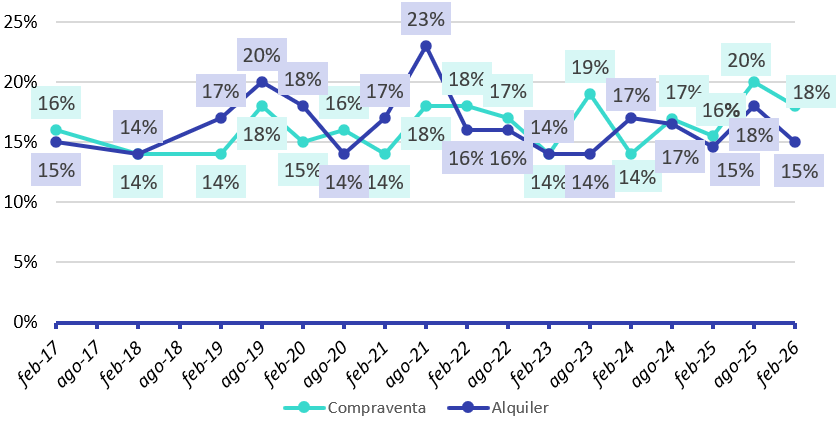 23%
25%
20%
20%
19%
18%
18%
17%
18%
17%
17%
17%
17%
20%
16%
16%
16%
14%
14%
15%
18%
18%
18%
15%
15%
16%
16%
17%
15%
15%
15%
14%
14%
14%
14%
14%
14%
14%
10%
5%
0%
feb-17
ago-17
feb-18
ago-18
feb-19
ago-19
feb-20
ago-20
feb-21
ago-21
feb-22
ago-22
feb-23
ago-23
feb-24
ago-24
feb-25
ago-25
feb-26
Compraventa
Alquiler